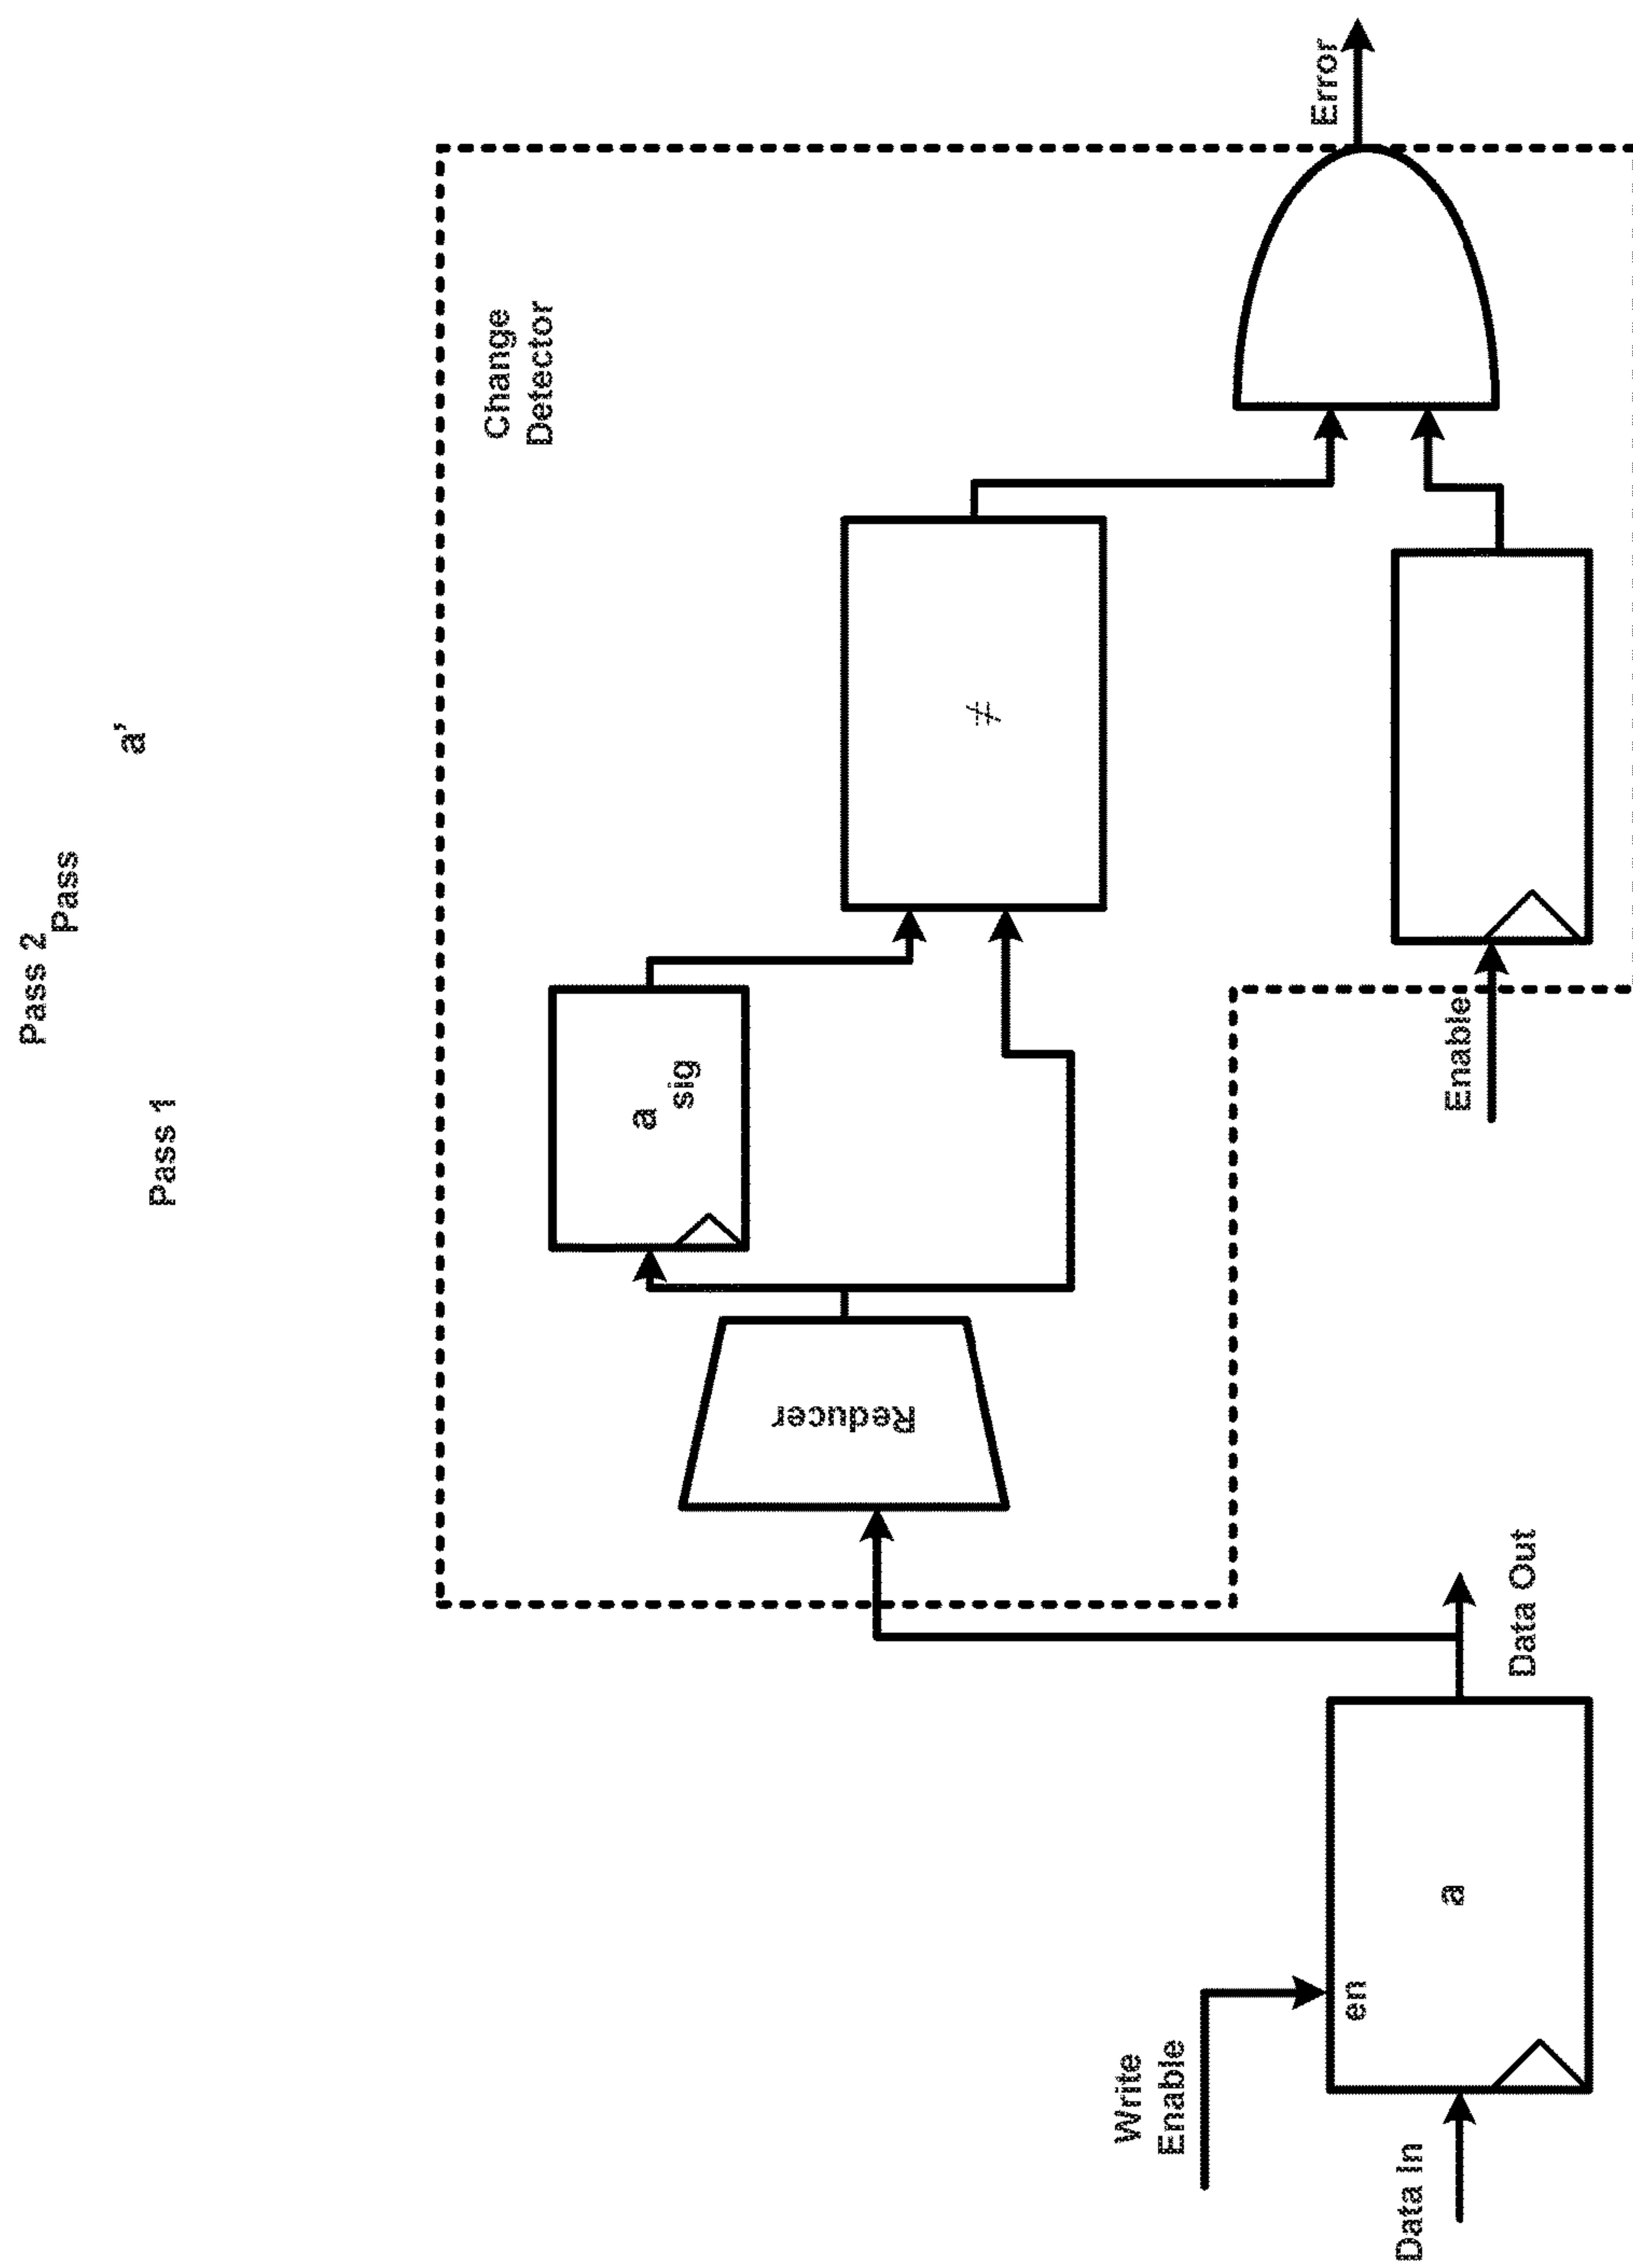 Pass 2
Pass
a'
Pass 1
Change
Detector
a
sig
≠
Reducer
Error
Enable
Write
Enable
en
a
Data In
Data Out